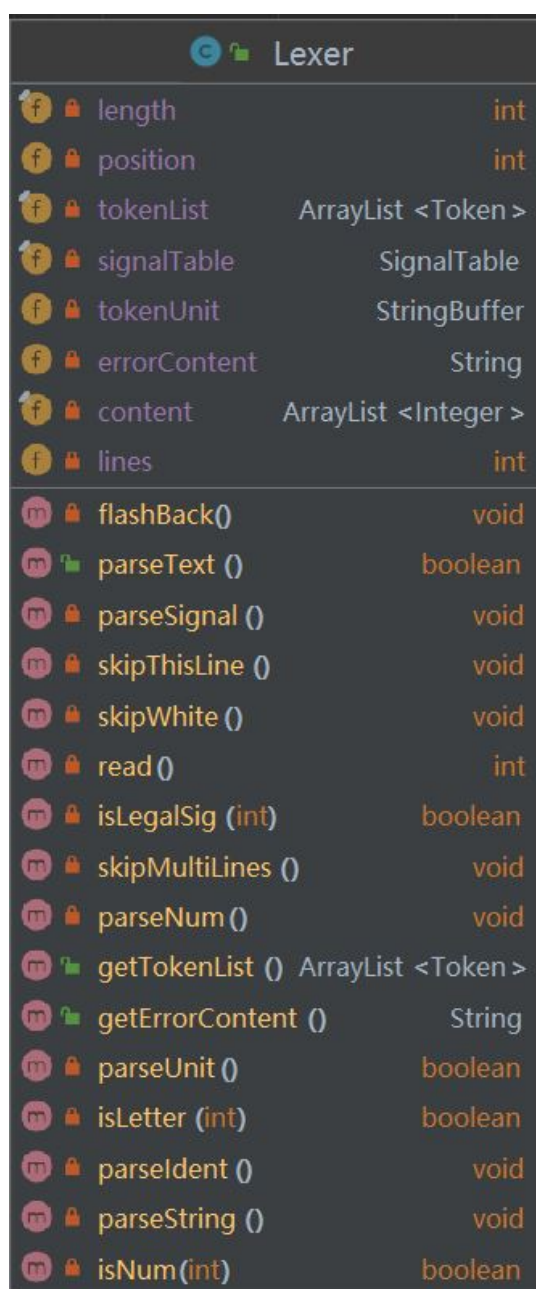 Lexer
length int
position int
tokenList ArrayList <Token>
signalTable SignalTable
tokenUnit StringBuffer
errorContent String
content ArrayList <Integer>
lines int
flashBack() void
parseText () boolean
parseSignal () void
skipThisLine () void
skipWhite () void
read() int
isLegalSig (int) boolean
skipMultiLines () void
parseNum() void
getTokenList () ArrayList <Token>
getErrorContent () String
parseUnit () boolean
isLetter (int) boolean
parseIdent () void
parseString () void
isNum(int) boolean